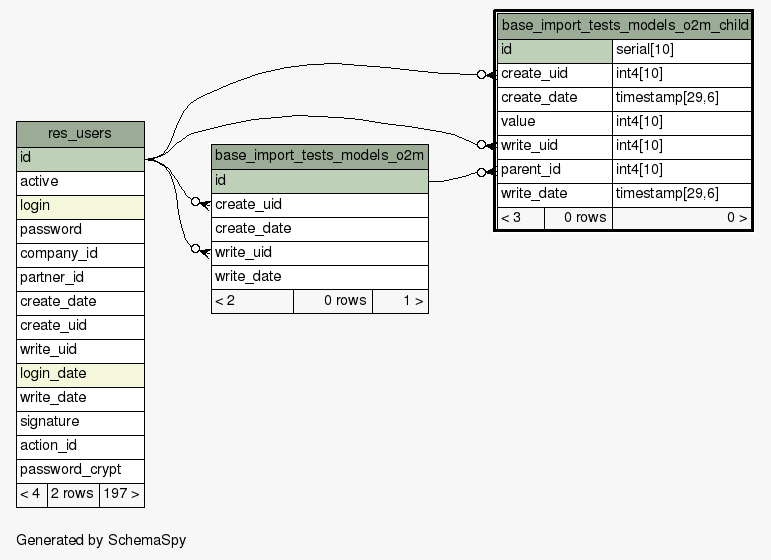 res_users
id
active
login
password
company_id
partner_id
create_date
create_uid
write_uid
login_date
write_date
signature
action_id
password_crypt
< 4 2 rows 197 >
base_import_tests_models_o2m
id
create_uid
create_date
write_uid
write_date
< 2 0 rows 1 >
base_import_tests_models_o2m_child
id serial[10]
create_uid int4[10]
create_date timestamp[29,6]
value int4[10]
write_uid int4[10]
parent_id int4[10]
write_date timestamp[29,6]
< 3 0 rows 0 >
Generated by SchemaSpy